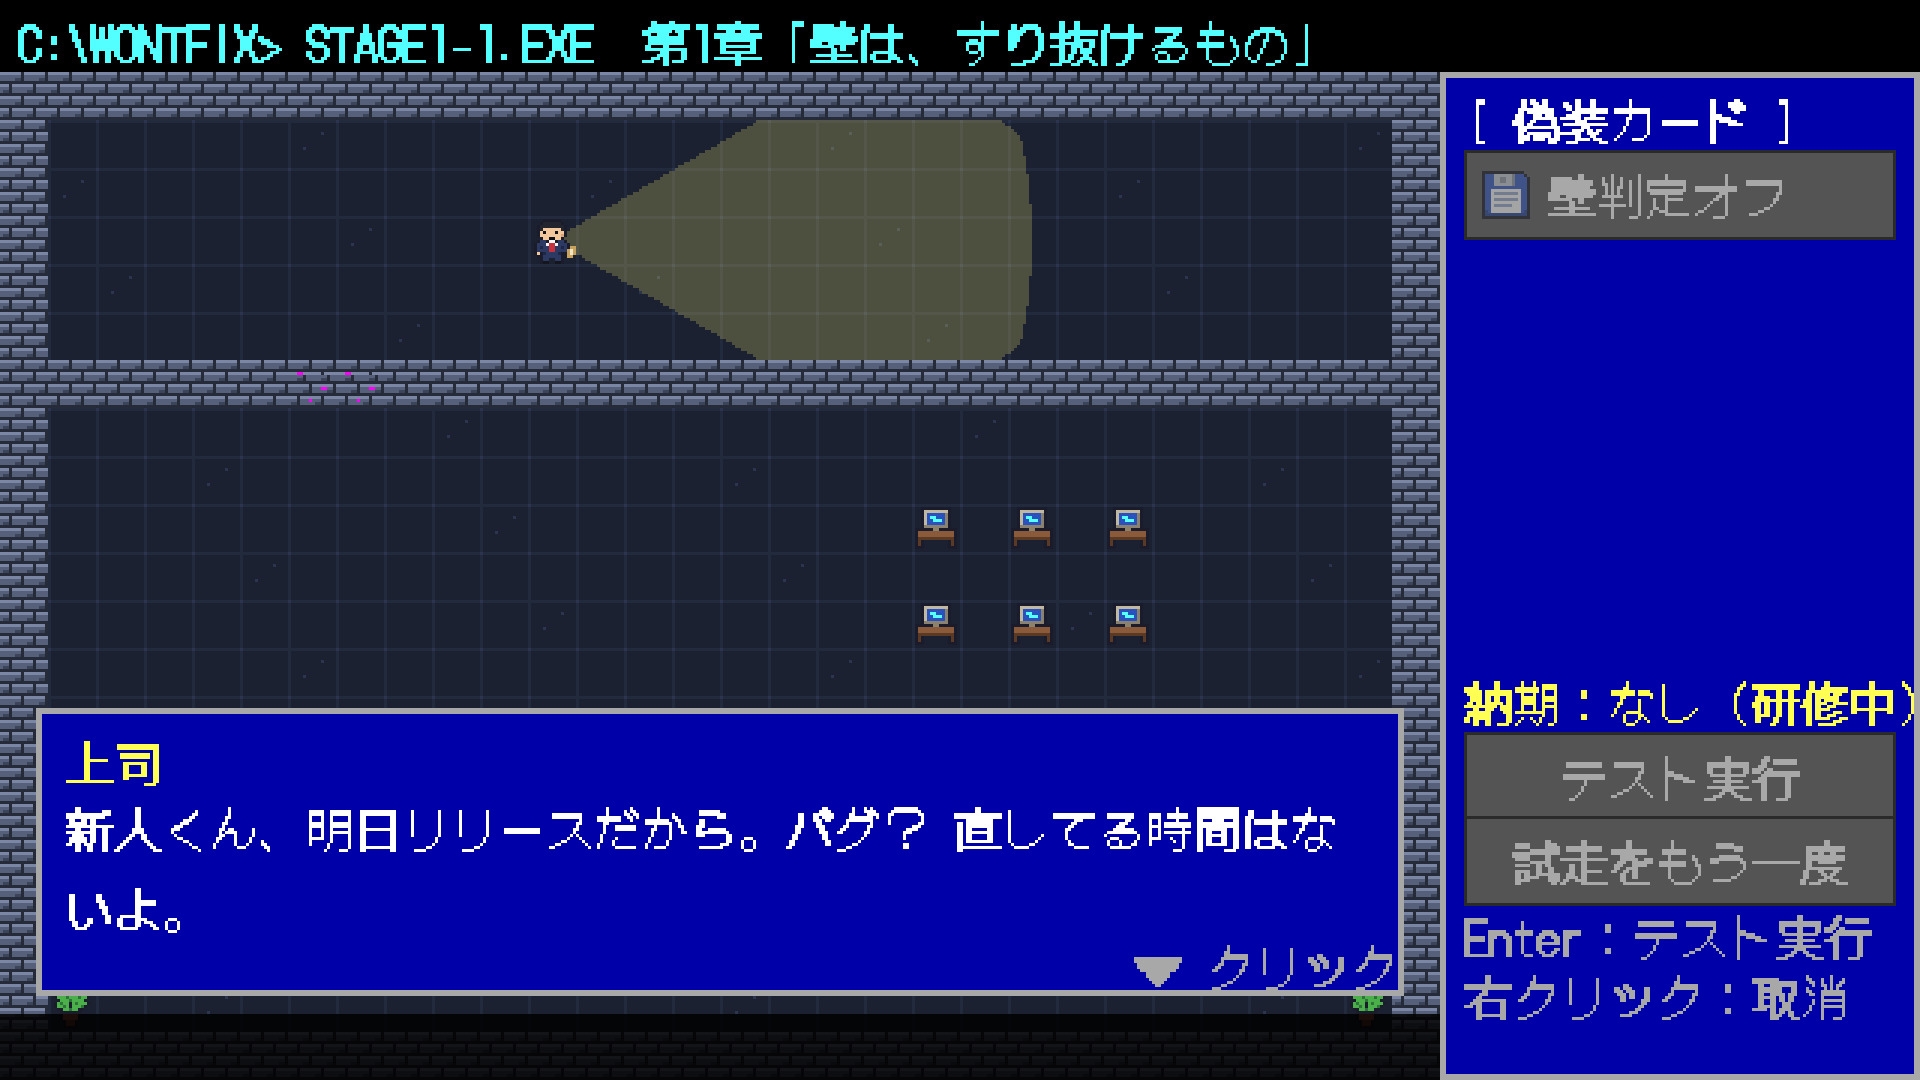 C:\WONTFIX> STAGE1-1.EXE 第1章「壁は、すり抜けるもの」
[ 偽装カード ]
壁判定オフ
納期：なし（研修中）
テスト実行
試走をもう一度
Enter：テスト実行
右クリック：取消
上司
新人くん、明日リリースだから。バグ？ 直してる時間はな
いよ。
▼ クリック